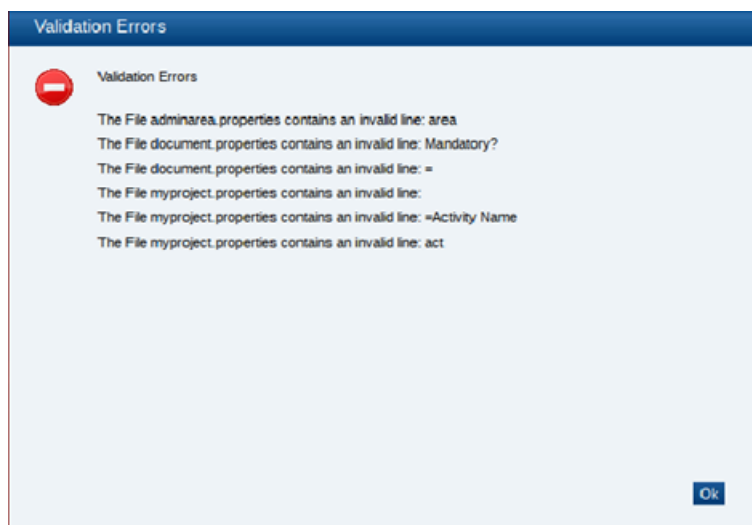 Validation Errors
Validation Errors
The File adminarea.properties contains an invalid line: area
The File document.properties contains an invalid line: Mandatory?
The File document.properties contains an invalid line: =
The File myproject.properties contains an invalid line:
The File myproject.properties contains an invalid line: =Activity Name
The File myproject.properties contains an invalid line: act
Ok